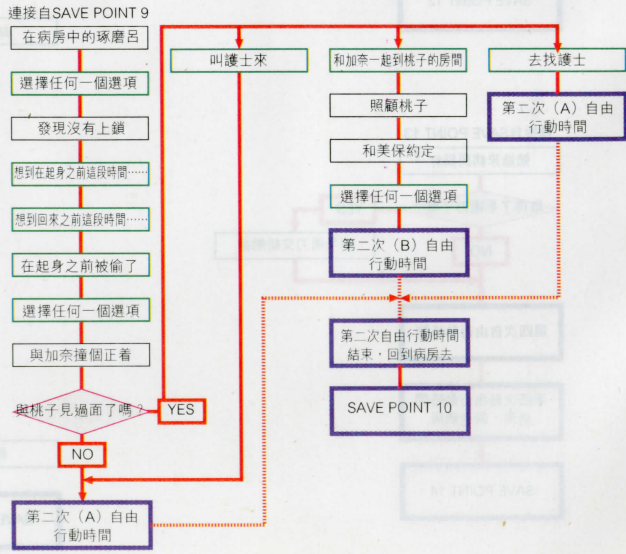 連接自SAVE POINT 9
在病房中的琢磨呂
選擇任何一個選項
發現沒有上鎖
想到在起身之前這段時間……
想到回來之前這段時間……
在起身之前被偷了
選擇任何一個選項
與加奈撞個正着
與桃子見過面了嗎？
YES
NO
第二次（A）自由
行動時間
叫護士來
和加奈一起到桃子的房間
照顧桃子
和美保約定
選擇任何一個選項
第二次（B）自由
行動時間
第二次自由行動時間
結束，回到病房去
SAVE POINT 10
去找護士
第二次（A）自由
行動時間